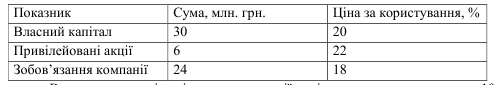 Показник Сума, млн. грн. Ціна за користування, %
Власний капітал 30 20
Привілейовані акції 6 22
Зобов’язання компанії 24 18